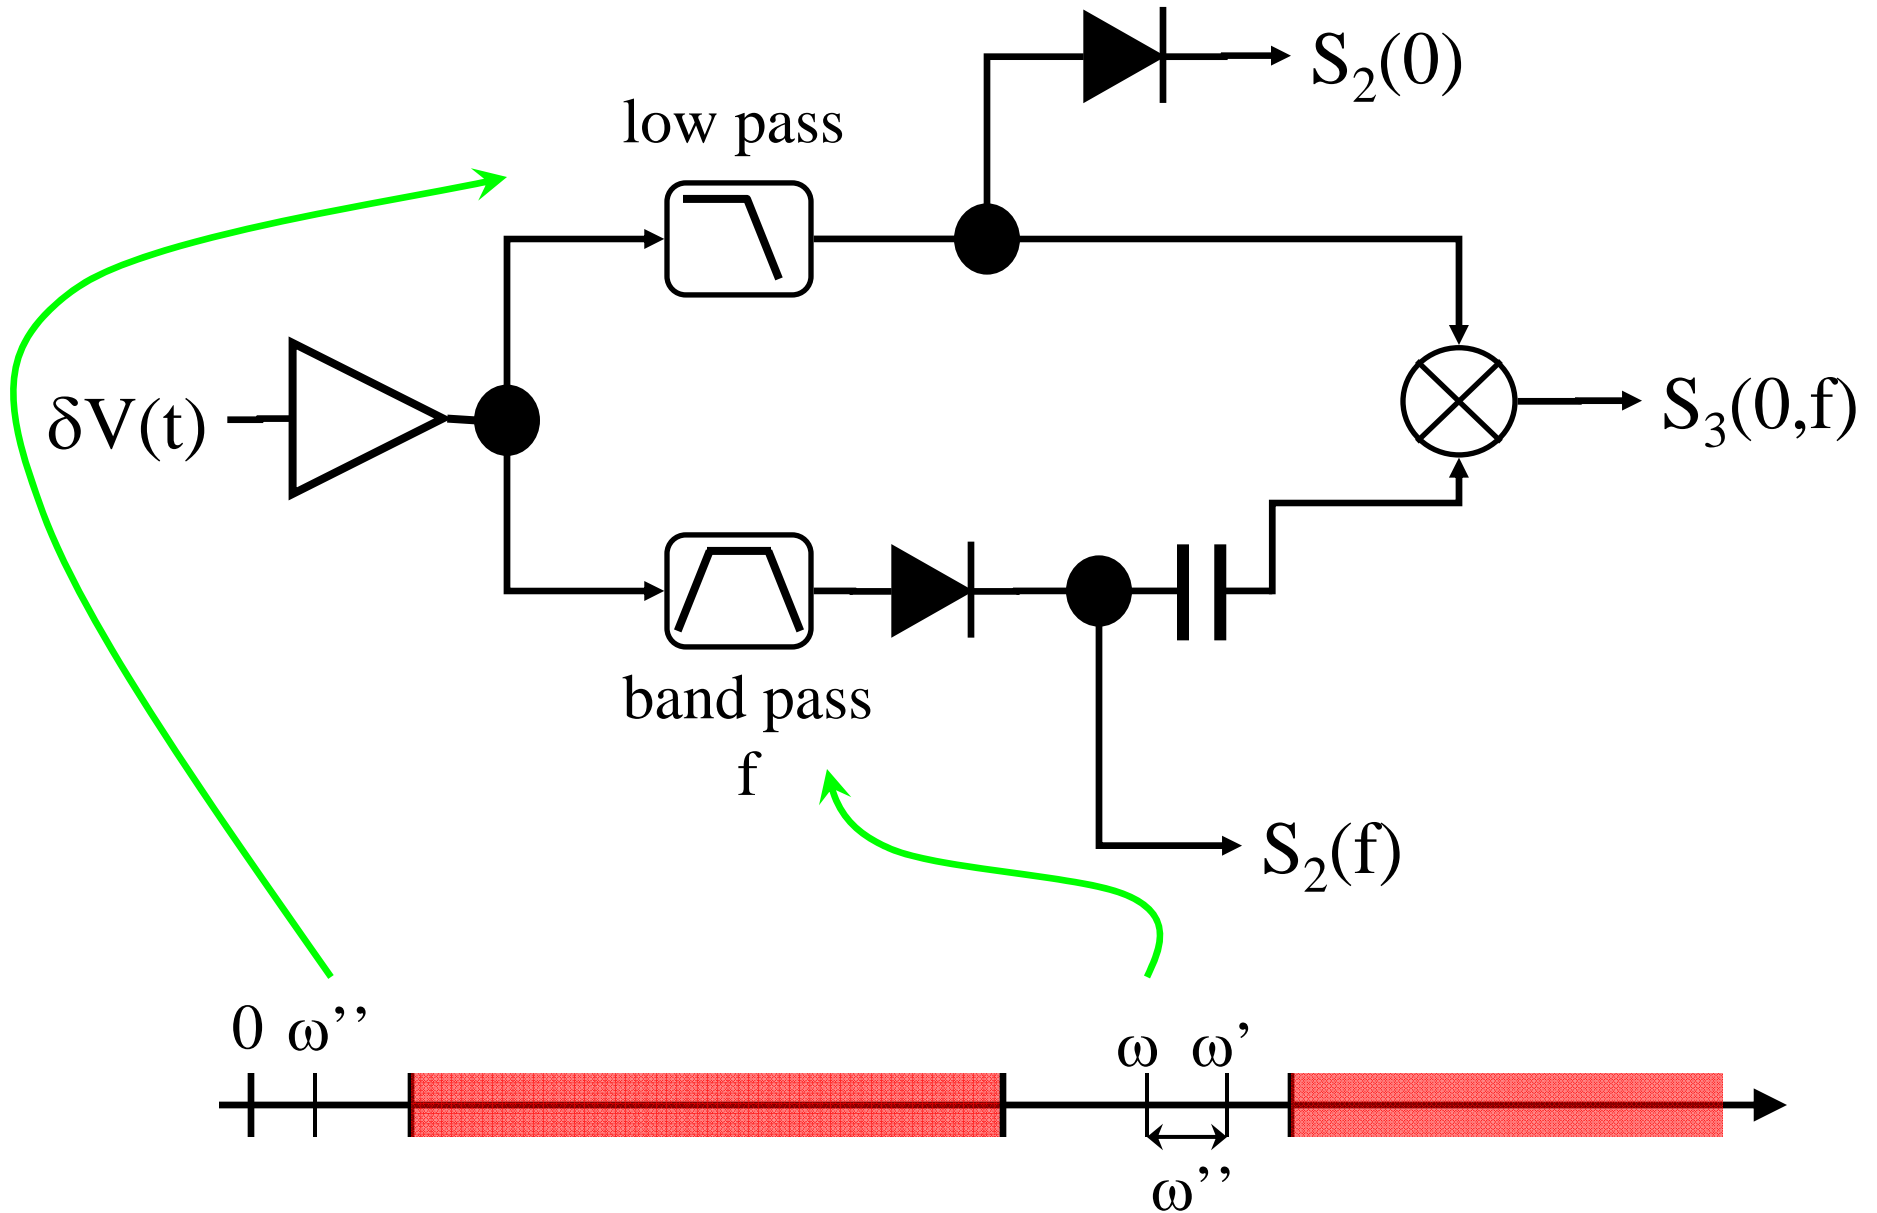 S₂(0)
low pass
δV(t)
S₃(0,f)
band pass
f
S₂(f)
0 ω’’
ω ω’
ω’’